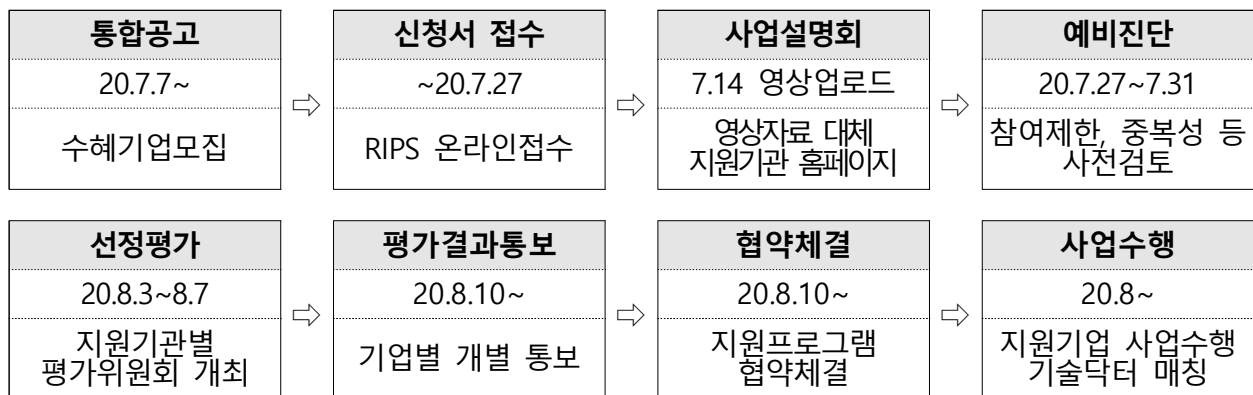 통합공고
20.7.7~
수혜기업모집
⇨
신청서 접수
~20.7.27
RIPS 온라인접수
⇨
사업설명회
7.14 영상업로드
영상자료 대체
지원기관 홈페이지
⇨
예비진단
20.7.27~7.31
참여제한, 중복성 등
사전검토
선정평가
20.8.3~8.7
지원기관별
평가위원회 개최
⇨
평가결과통보
20.8.10~
기업별 개별 통보
⇨
협약체결
20.8.10~
지원프로그램
협약체결
⇨
사업수행
20.8~
지원기업 사업수행
기술닥터 매칭